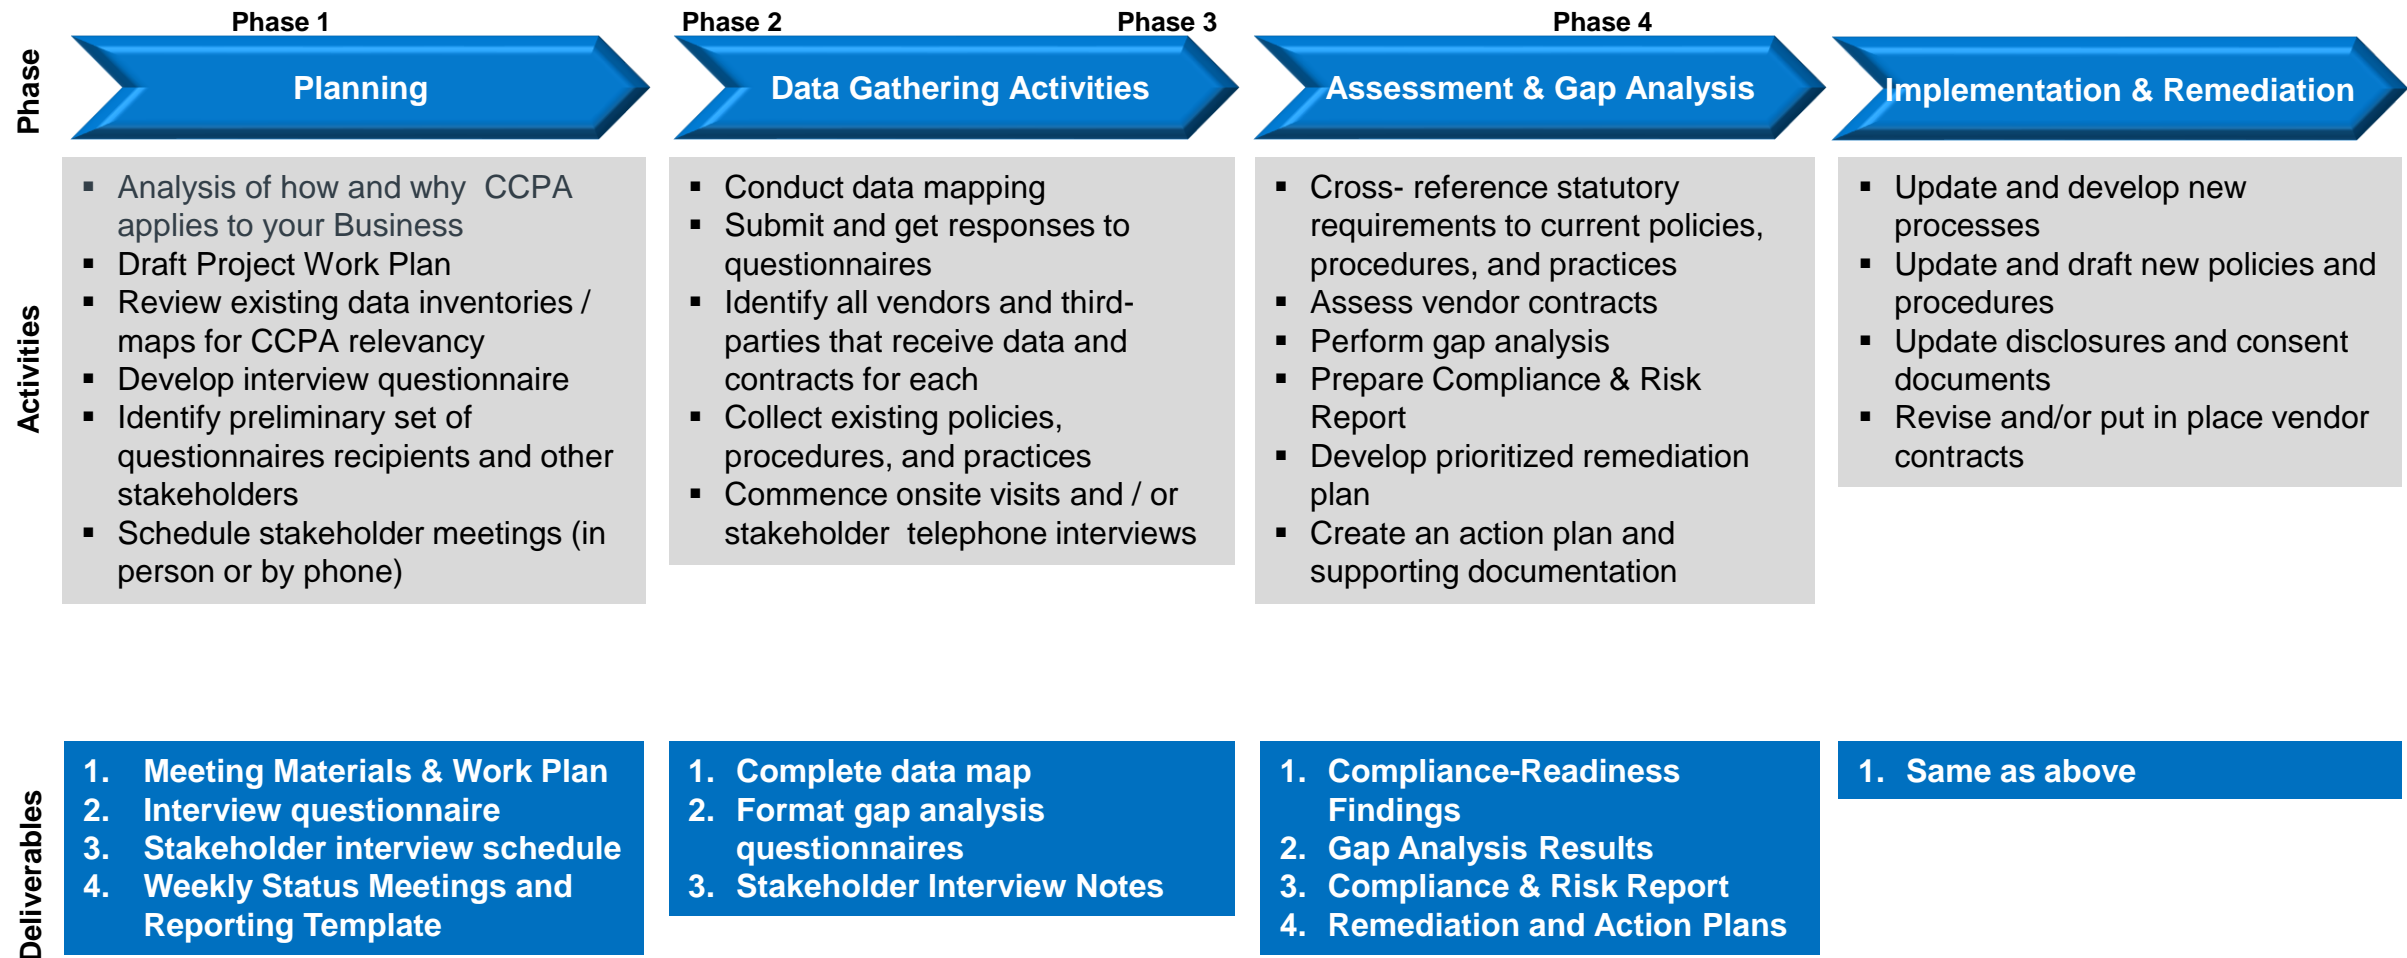 Phase 1
Phase 2
Phase 3
Phase 4
Phase
Planning
Data Gathering Activities
Assessment & Gap Analysis
Implementation & Remediation
Activities
▪ Analysis of how and why CCPA
applies to your Business
▪ Draft Project Work Plan
▪ Review existing data inventories /
maps for CCPA relevancy
▪ Develop interview questionnaire
▪ Identify preliminary set of
questionnaires recipients and other
stakeholders
▪ Schedule stakeholder meetings (in
person or by phone)
▪ Conduct data mapping
▪ Submit and get responses to
questionnaires
▪ Identify all vendors and third-
parties that receive data and
contracts for each
▪ Collect existing policies,
procedures, and practices
▪ Commence onsite visits and / or
stakeholder telephone interviews
▪ Cross- reference statutory
requirements to current policies,
procedures, and practices
▪ Assess vendor contracts
▪ Perform gap analysis
▪ Prepare Compliance & Risk
Report
▪ Develop prioritized remediation
plan
▪ Create an action plan and
supporting documentation
▪ Update and develop new
processes
▪ Update and draft new policies and
procedures
▪ Update disclosures and consent
documents
▪ Revise and/or put in place vendor
contracts
Deliverables
1. Meeting Materials & Work Plan
2. Interview questionnaire
3. Stakeholder interview schedule
4. Weekly Status Meetings and
Reporting Template
1. Complete data map
2. Format gap analysis
questionnaires
3. Stakeholder Interview Notes
1. Compliance-Readiness
Findings
2. Gap Analysis Results
3. Compliance & Risk Report
4. Remediation and Action Plans
1. Same as above